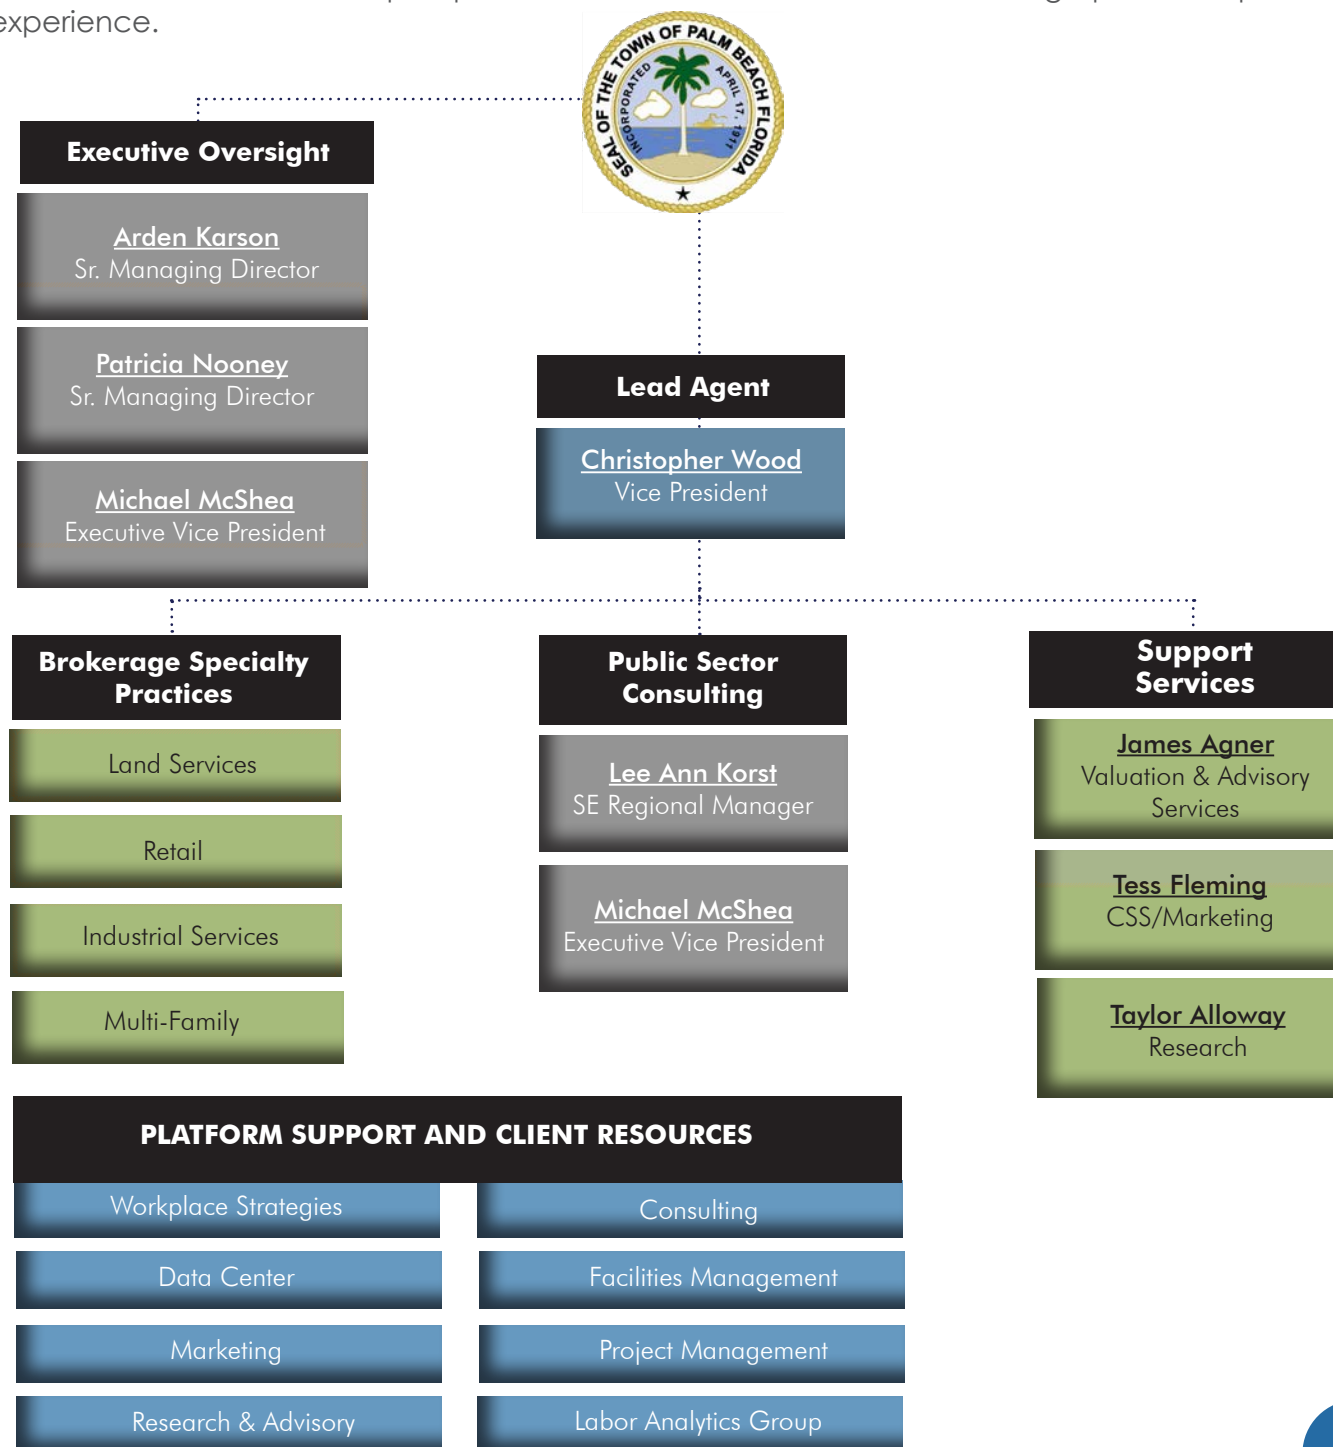 experience.
SEAL OF THE TOWN OF PALM BEACH FLORIDA
INCORPORATED APRIL 17, 1911
Executive Oversight
Arden Karson
Sr. Managing Director
Patricia Nooney
Sr. Managing Director
Michael McShea
Executive Vice President
Lead Agent
Christopher Wood
Vice President
Brokerage Specialty
Practices
Land Services
Retail
Industrial Services
Multi-Family
Public Sector
Consulting
Lee Ann Korst
SE Regional Manager
Michael McShea
Executive Vice President
Support
Services
James Agner
Valuation & Advisory
Services
Tess Fleming
CSS/Marketing
Taylor Alloway
Research
PLATFORM SUPPORT AND CLIENT RESOURCES
Workplace Strategies
Consulting
Data Center
Facilities Management
Marketing
Project Management
Research & Advisory
Labor Analytics Group